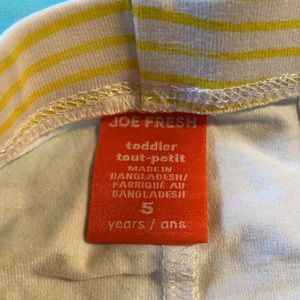 JOE FRESH
toddler
tout-petit
MADE IN
BANGLADESH/
FABRIQUÉ AU
BANGLADESH
5
years / ans